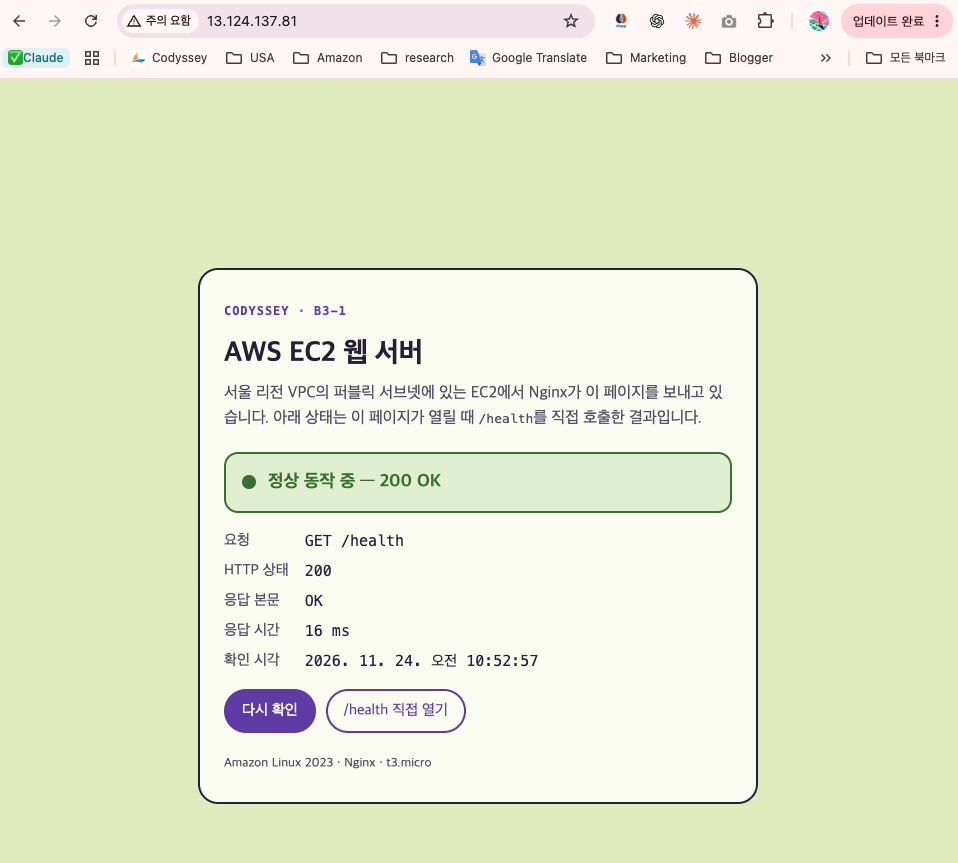 주의 요함 13.124.137.81 업데이트 완료
✅Claude Codyssey USA Amazon research Google Translate Marketing Blogger » 모든 북마크
CODYSSEY · B3-1
AWS EC2 웹 서버
서울 리전 VPC의 퍼블릭 서브넷에 있는 EC2에서 Nginx가 이 페이지를 보내고 있
습니다. 아래 상태는 이 페이지가 열릴 때 /health를 직접 호출한 결과입니다.
정상 동작 중 — 200 OK
요청 GET /health
HTTP 상태 200
응답 본문 OK
응답 시간 16 ms
확인 시각 2026. 11. 24. 오전 10:52:57
다시 확인 /health 직접 열기
Amazon Linux 2023 · Nginx · t3.micro